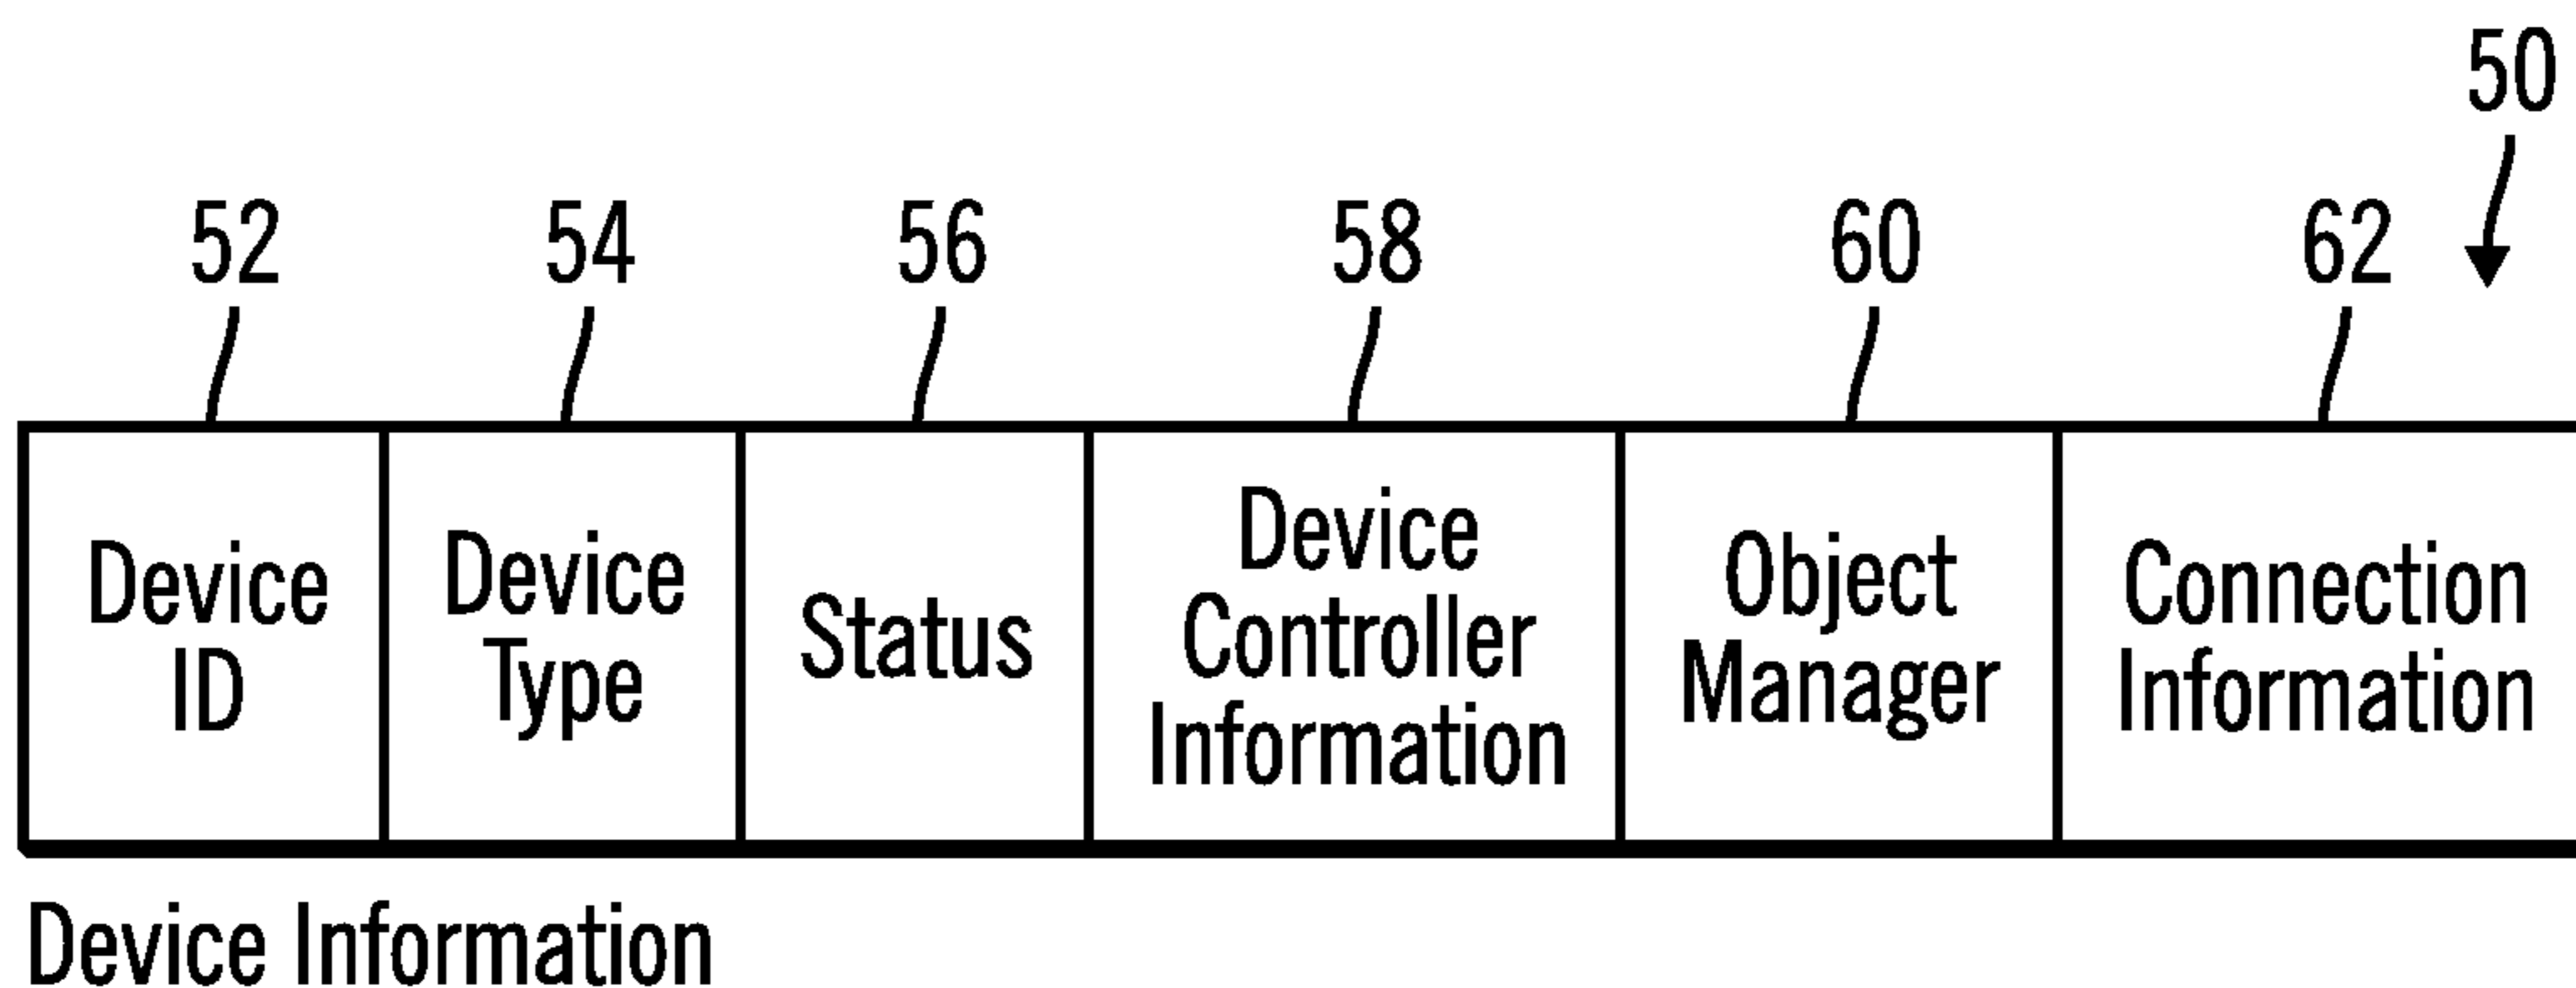 50
52 54 56 58 60 62
Device
ID
Device
Type
Status
Device
Controller
Information
Object
Manager
Connection
Information
Device Information